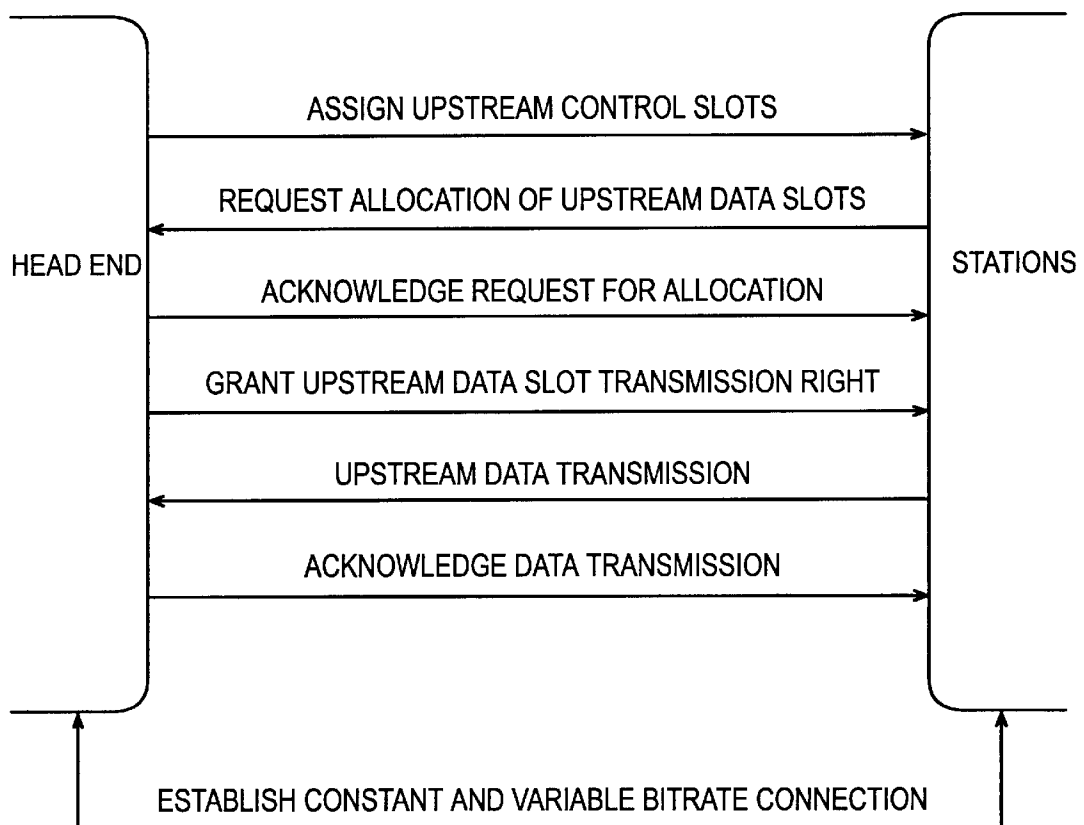 ASSIGN UPSTREAM CONTROL SLOTS
REQUEST ALLOCATION OF UPSTREAM DATA SLOTS
HEAD END
STATIONS
ACKNOWLEDGE REQUEST FOR ALLOCATION
GRANT UPSTREAM DATA SLOT TRANSMISSION RIGHT
UPSTREAM DATA TRANSMISSION
ACKNOWLEDGE DATA TRANSMISSION
ESTABLISH CONSTANT AND VARIABLE BITRATE CONNECTION